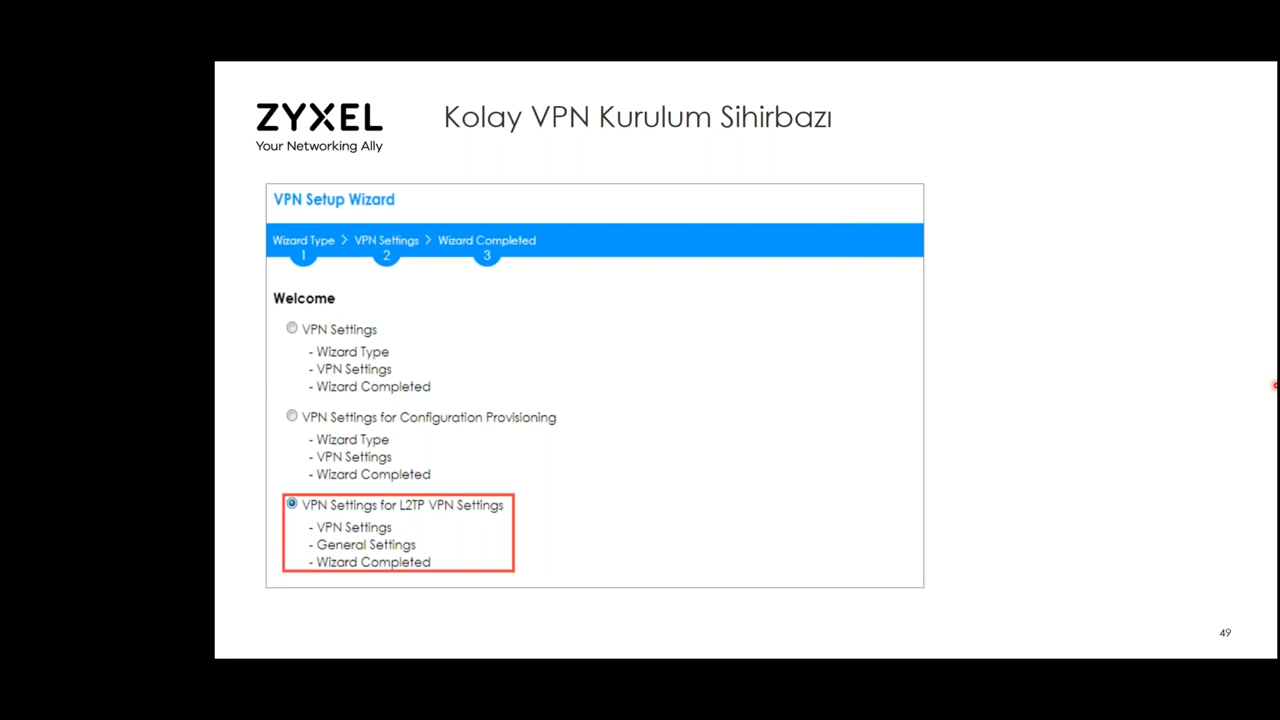 ZYXEL
Your Networking Ally
Kolay VPN Kurulum Sihirbazı
VPN Setup Wizard
Wizard Type > VPN Settings > Wizard Completed
1 2 3
Welcome
VPN Settings
- Wizard Type
- VPN Settings
- Wizard Completed
VPN Settings for Configuration Provisioning
- Wizard Type
- VPN Settings
- Wizard Completed
VPN Settings for L2TP VPN Settings
- VPN Settings
- General Settings
- Wizard Completed
49